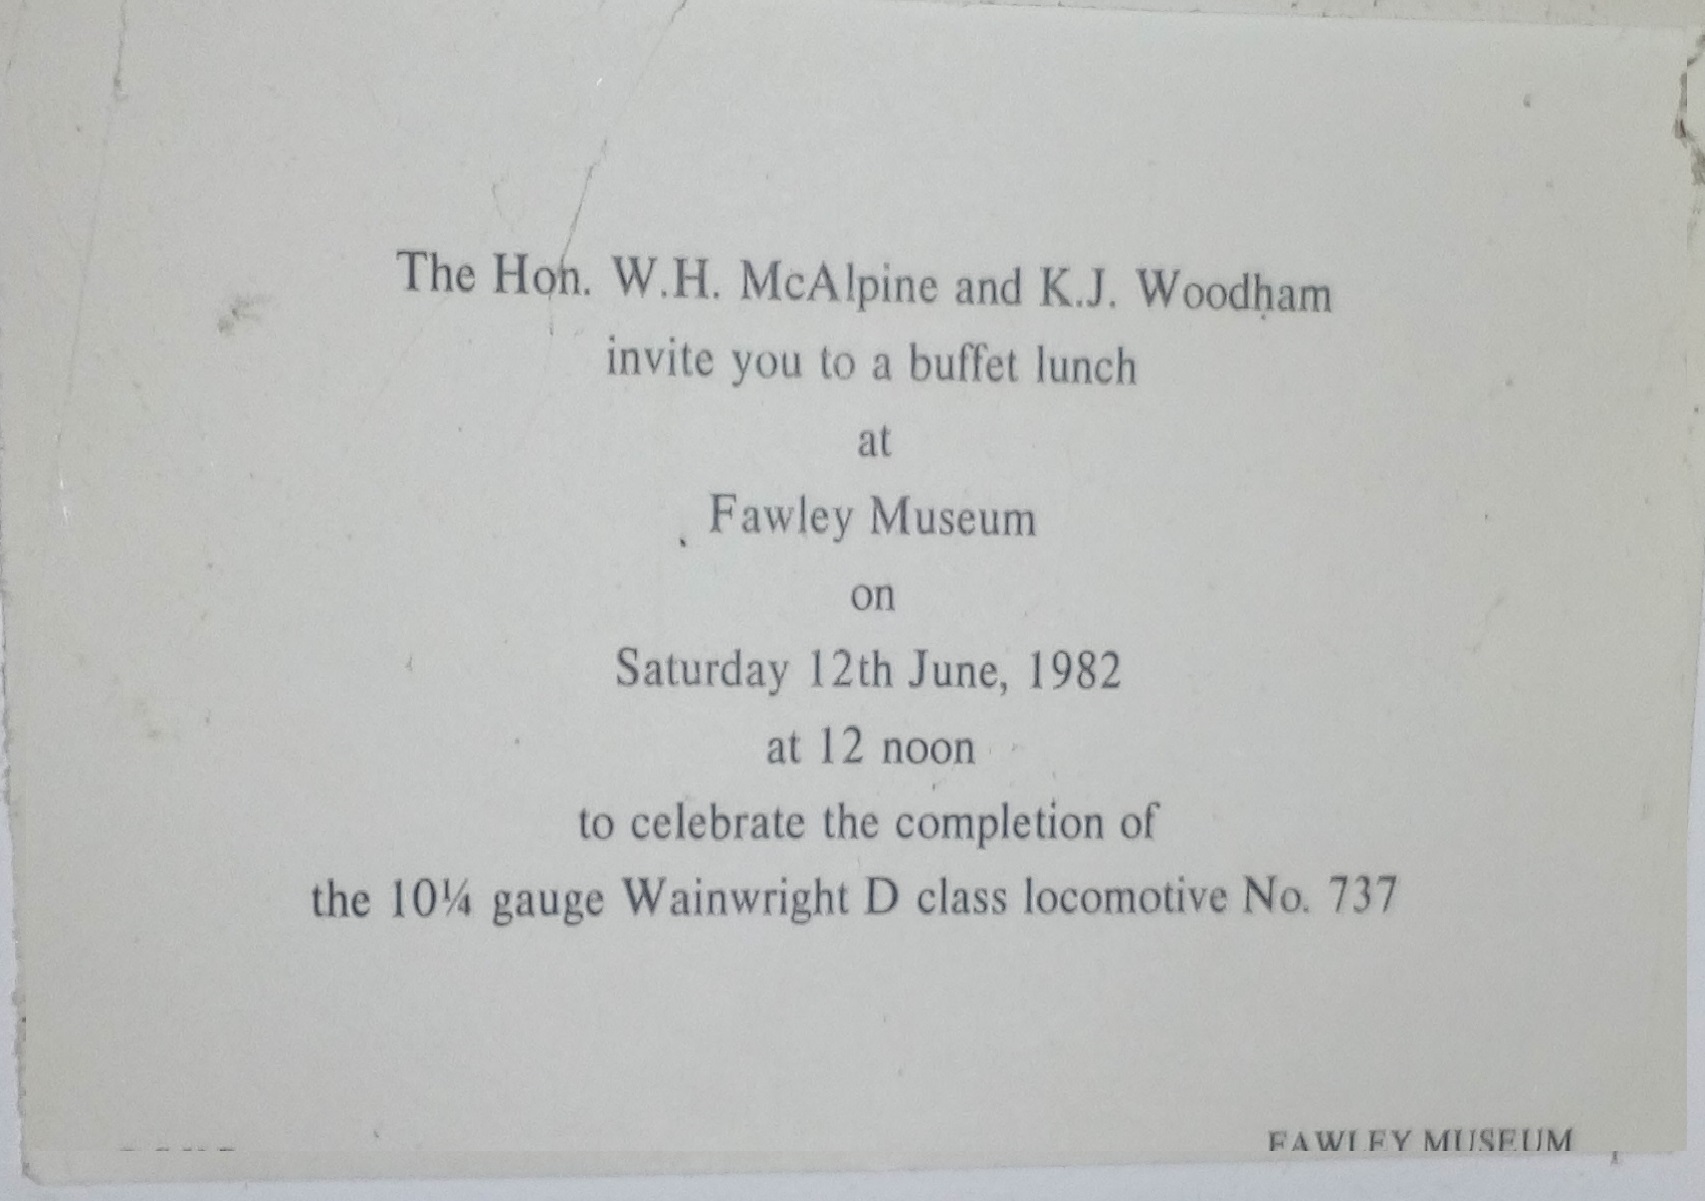 The Hon. W.H. McAlpine and K.J. Woodham
invite you to a buffet lunch
at
Fawley Museum
on
Saturday 12th June, 1982
at 12 noon
to celebrate the completion of
the 10¼ gauge Wainwright D class locomotive No. 737
FAWLEY MUSEUM